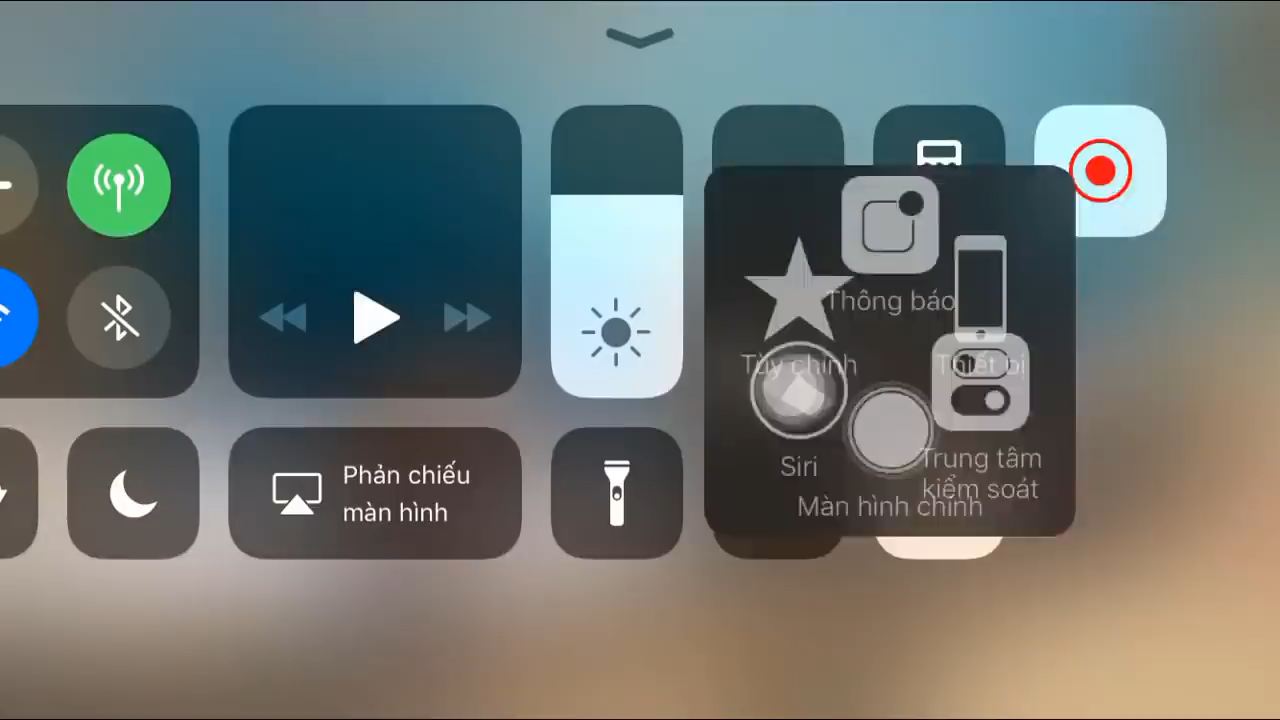 Phản chiếu
màn hình
Thông báo
Tùy chỉnh
Thiết bị
Siri
Trung tâm
kiểm soát
Màn hình chính